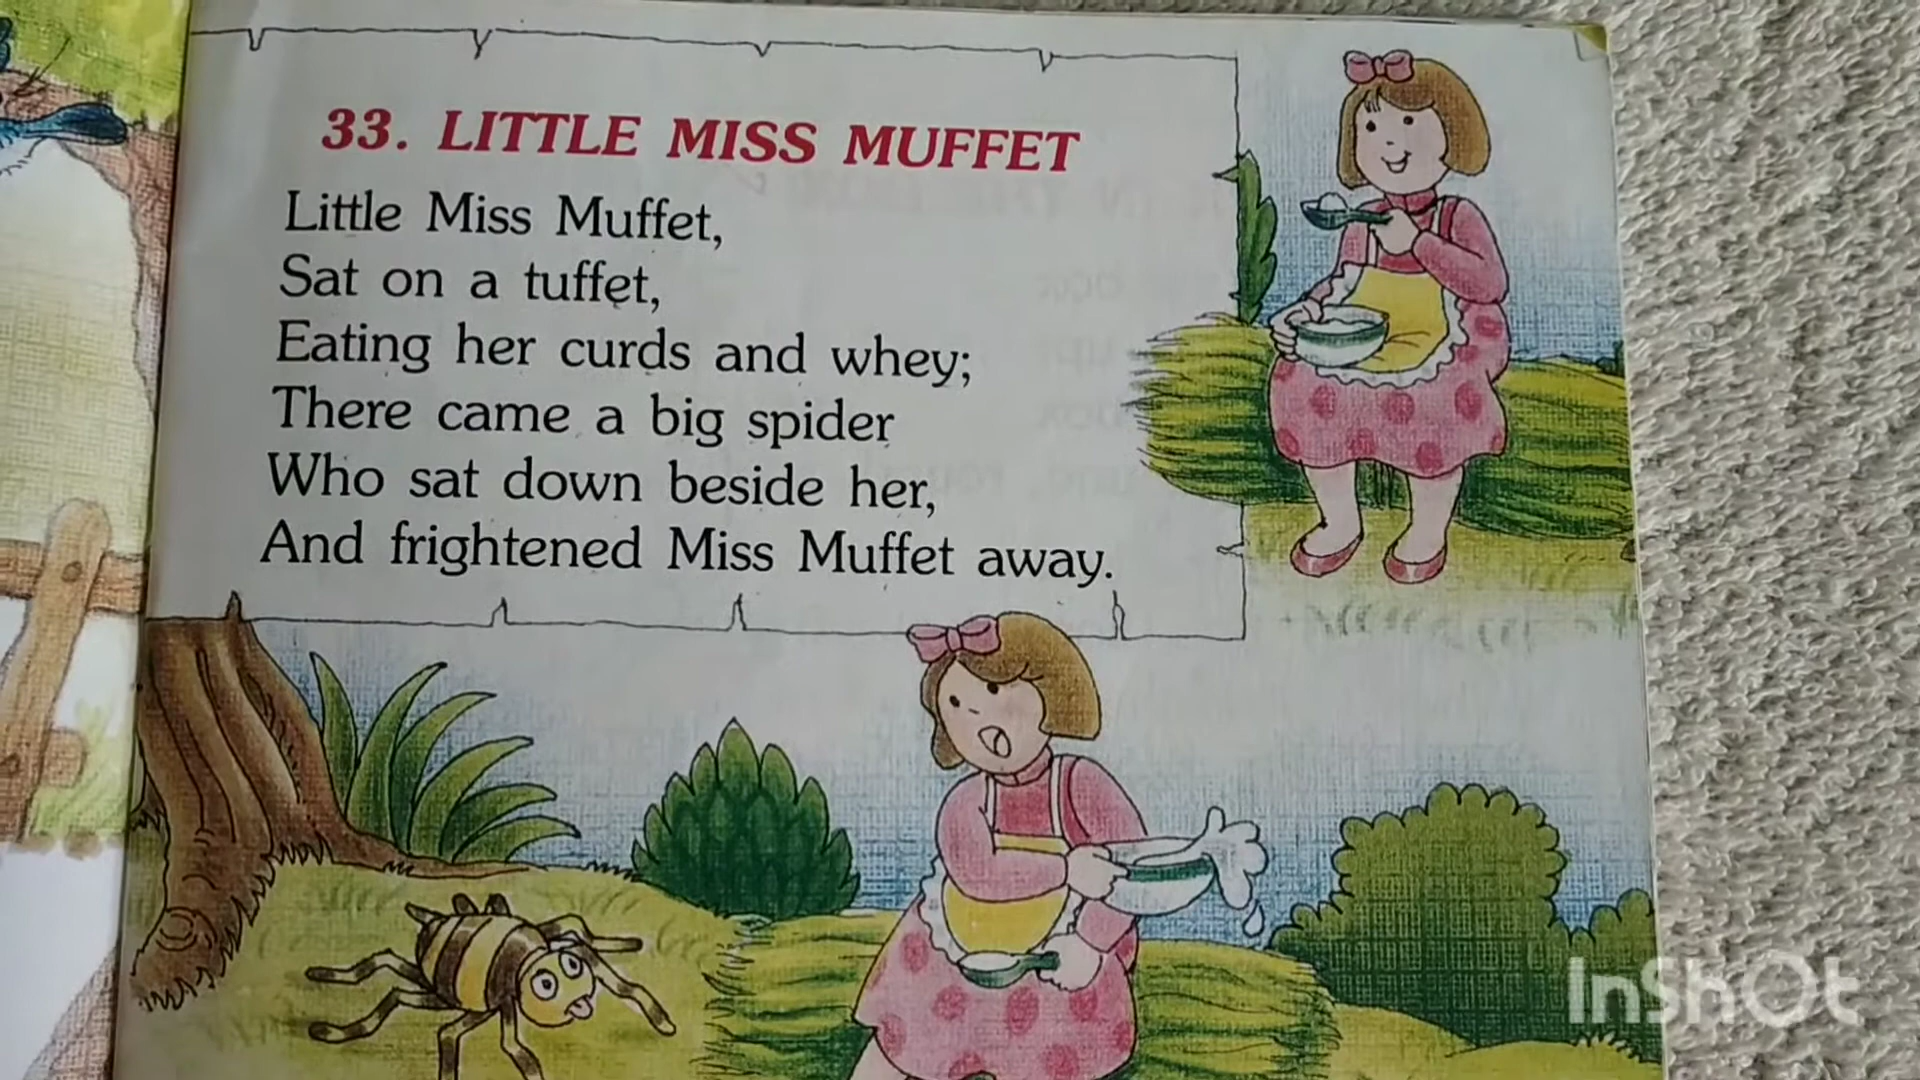 33. LITTLE MISS MUFFET
Little Miss Muffet,
Sat on a tuffet,
Eating her curds and whey;
There came a big spider
Who sat down beside her,
And frightened Miss Muffet away.
InShOt